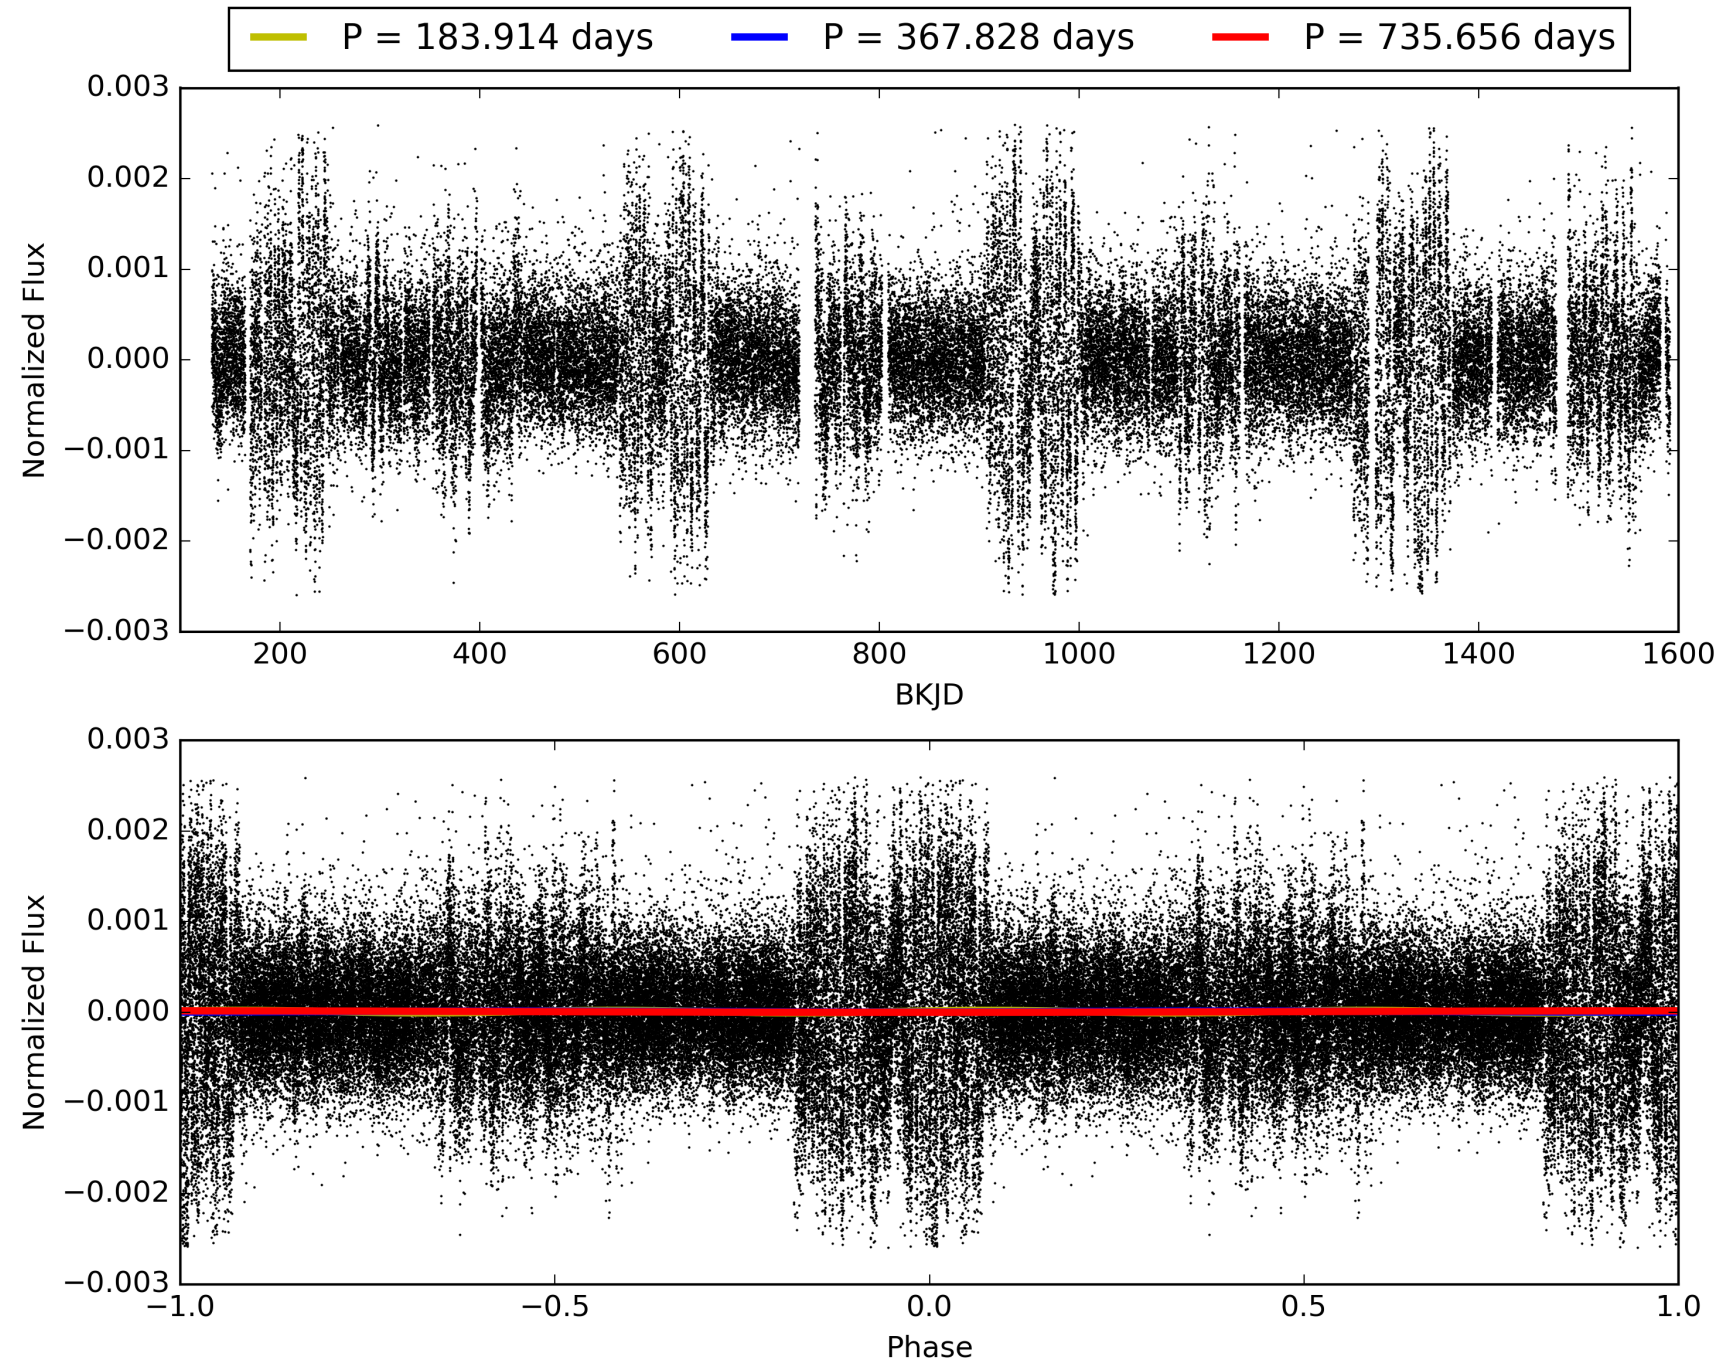 P = 183.914 days P = 367.828 days P = 735.656 days
0.003
0.002
0.001
0.000
−0.001
−0.002
−0.003
Normalized Flux
200 400 600 800 1000 1200 1400 1600
BKJD
0.003
0.002
0.001
0.000
−0.001
−0.002
−0.003
Normalized Flux
−1.0 −0.5 0.0 0.5 1.0
Phase